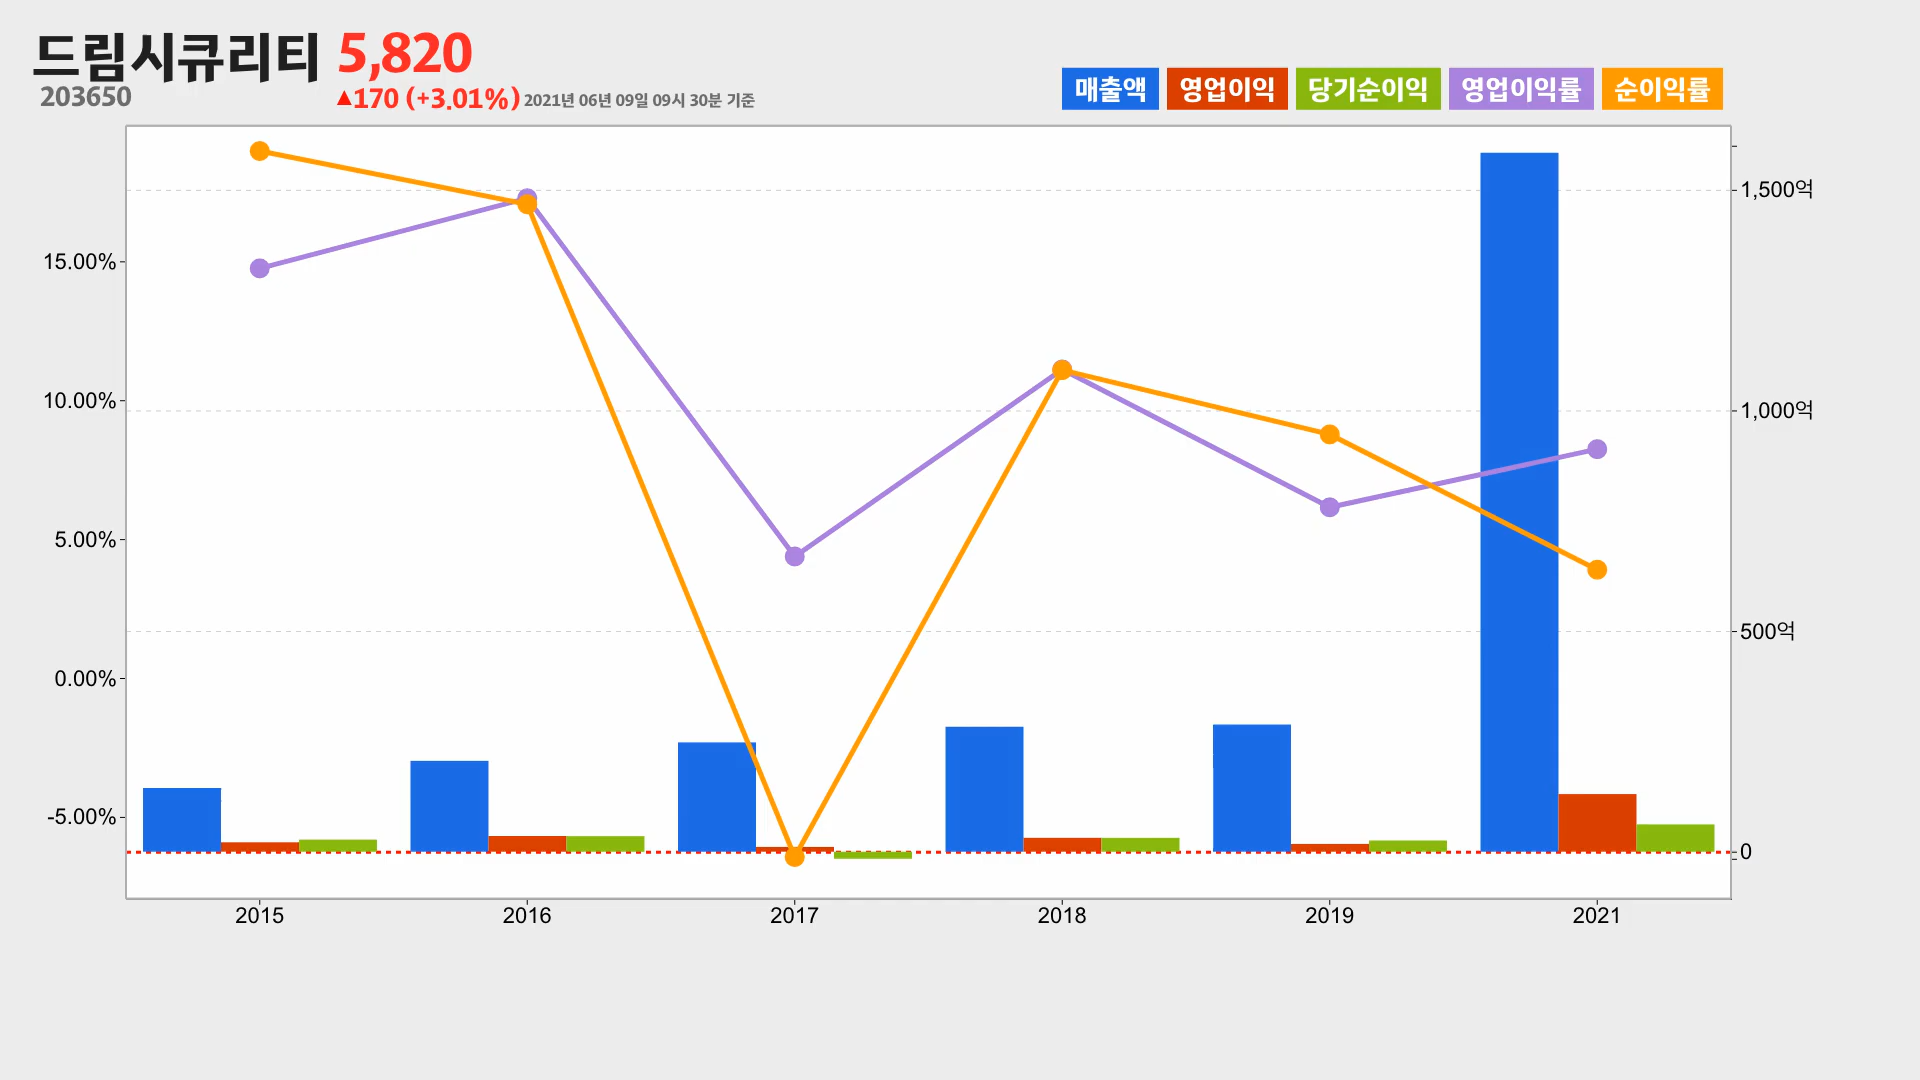 드림시큐리티 5,820
203650
▲170 (+3.01%) 2021년 06년 09일 09시 30분 기준
매출액 영업이익 당기순이익 영업이익률 순이익률
1,500억
15.00%
10.00%
1,000억
5.00%
500억
0.00%
-5.00%
0
2015 2016 2017 2018 2019 2021